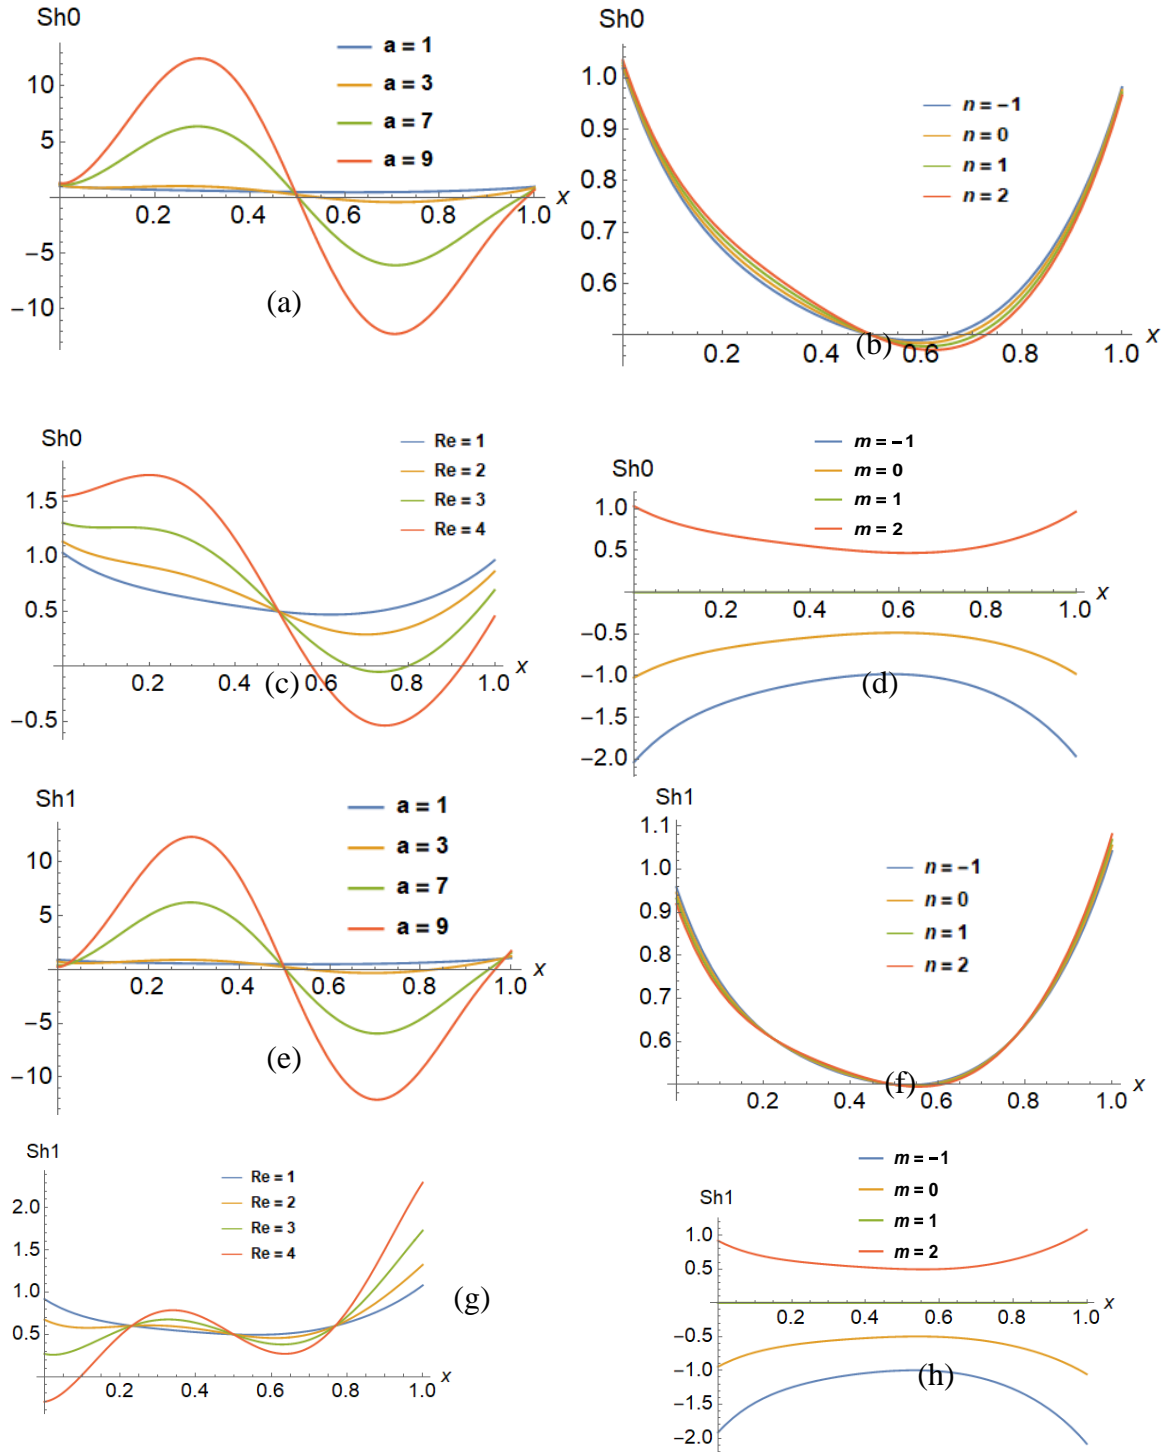 Sh0
a = 1
a = 3
a = 7
a = 9
10
5
−5
−10
0.2 0.4 0.6 0.8 1.0 x
(a)
Sh0
n = −1
n = 0
n = 1
n = 2
1.0
0.9
0.8
0.7
0.6
0.2 0.4 0.6 0.8 1.0 x
(b)
Sh0
Re = 1
Re = 2
Re = 3
Re = 4
1.5
1.0
0.5
−0.5
0.2 0.4 0.6 0.8 1.0 x
(c)
Sh0
m = −1
m = 0
m = 1
m = 2
1.0
0.5
−0.5
−1.0
−1.5
−2.0
0.2 0.4 0.6 0.8 1.0 x
(d)
Sh1
a = 1
a = 3
a = 7
a = 9
10
5
−5
−10
0.2 0.4 0.6 0.8 1.0 x
(e)
Sh1
n = −1
n = 0
n = 1
n = 2
1.1
1.0
0.9
0.8
0.7
0.6
0.2 0.4 0.6 0.8 1.0 x
(f)
Sh1
Re = 1
Re = 2
Re = 3
Re = 4
2.0
1.5
1.0
0.5
0.2 0.4 0.6 0.8 1.0 x
(g)
Sh1
m = −1
m = 0
m = 1
m = 2
1.0
0.5
−0.5
−1.0
−1.5
−2.0
0.2 0.4 0.6 0.8 1.0 x
(h)